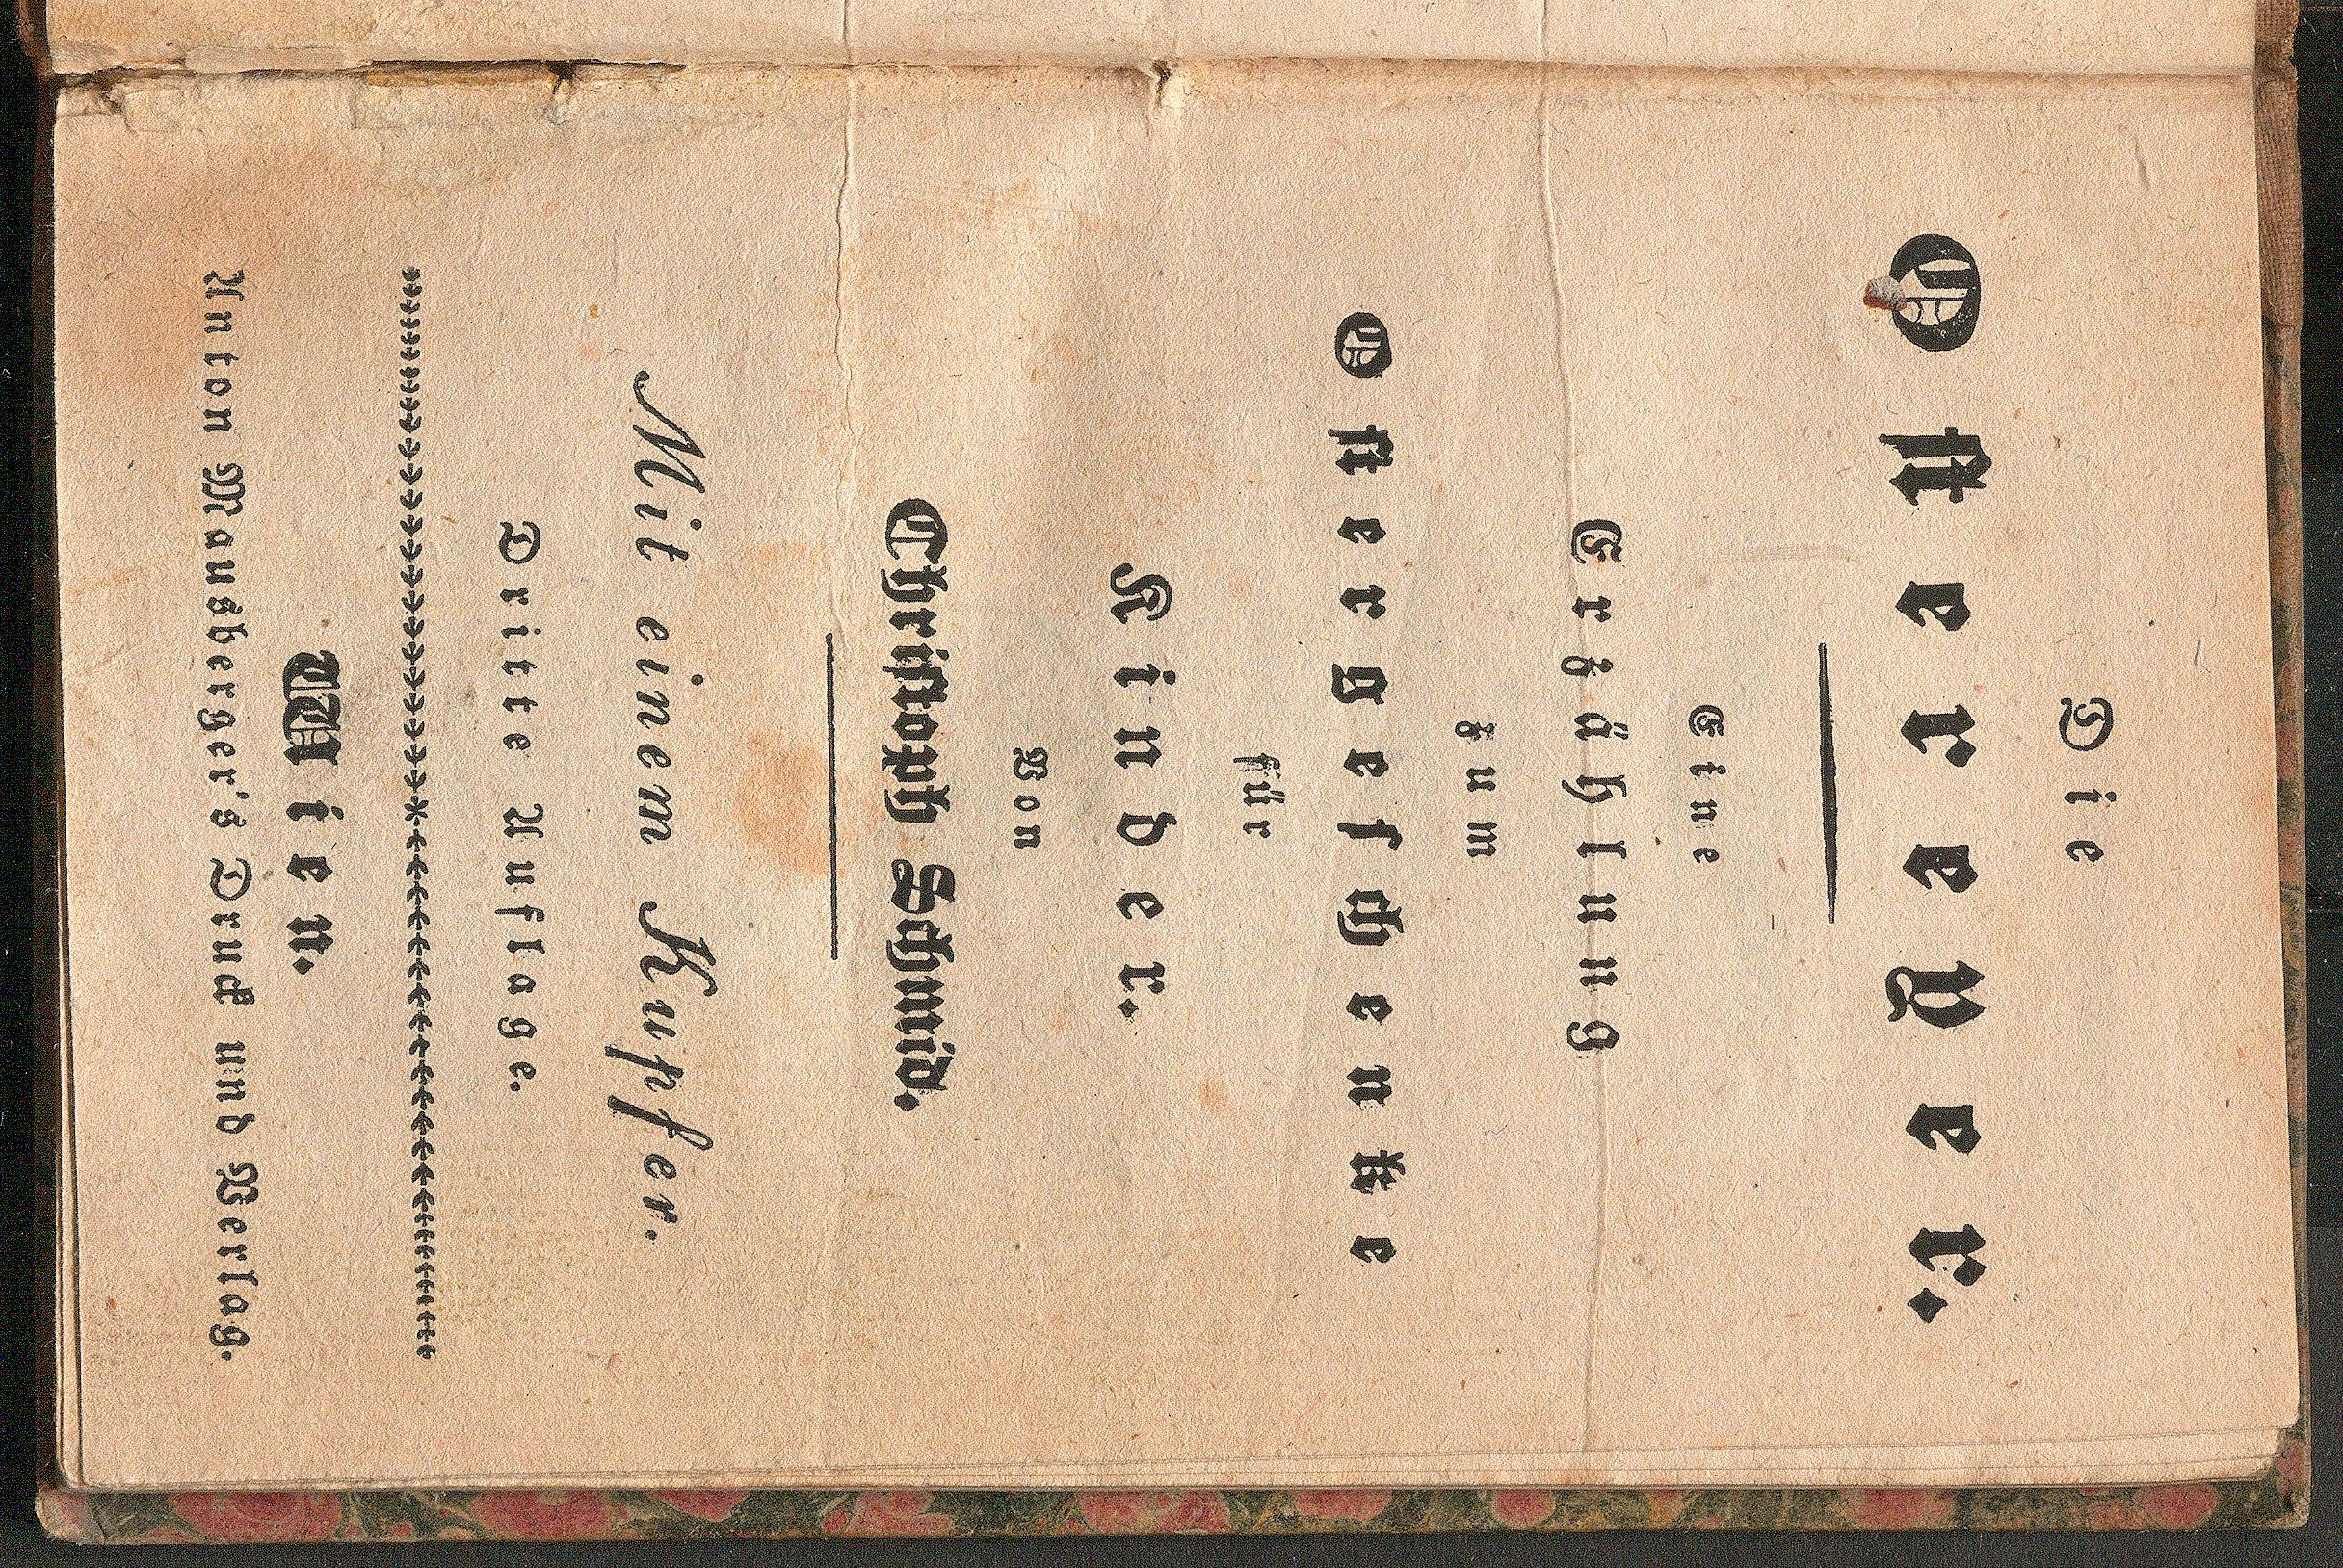 Die
Ostereyer.
Eine
Erzählung
zum
Ostergeschenke
für
Kinder.
Von
Christoph Schmid.
Mit einem Kupfer.
Dritte Auflage.
Wien.
Anton Mausberger's Druck und Verlag.